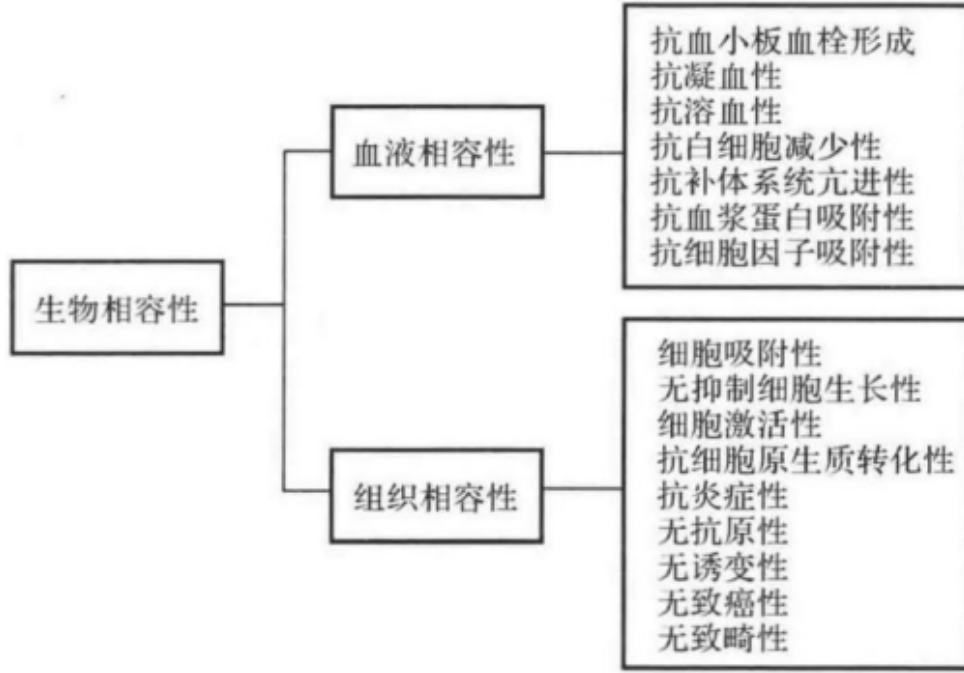 生物相容性
血液相容性
抗血小板血栓形成
抗凝血性
抗溶血性
抗白细胞减少性
抗补体系统亢进性
抗血浆蛋白吸附性
抗细胞因子吸附性
组织相容性
细胞吸附性
无抑制细胞生长性
细胞激活性
抗细胞原生质转化性
抗炎症性
无抗原性
无诱变性
无致癌性
无致畸性